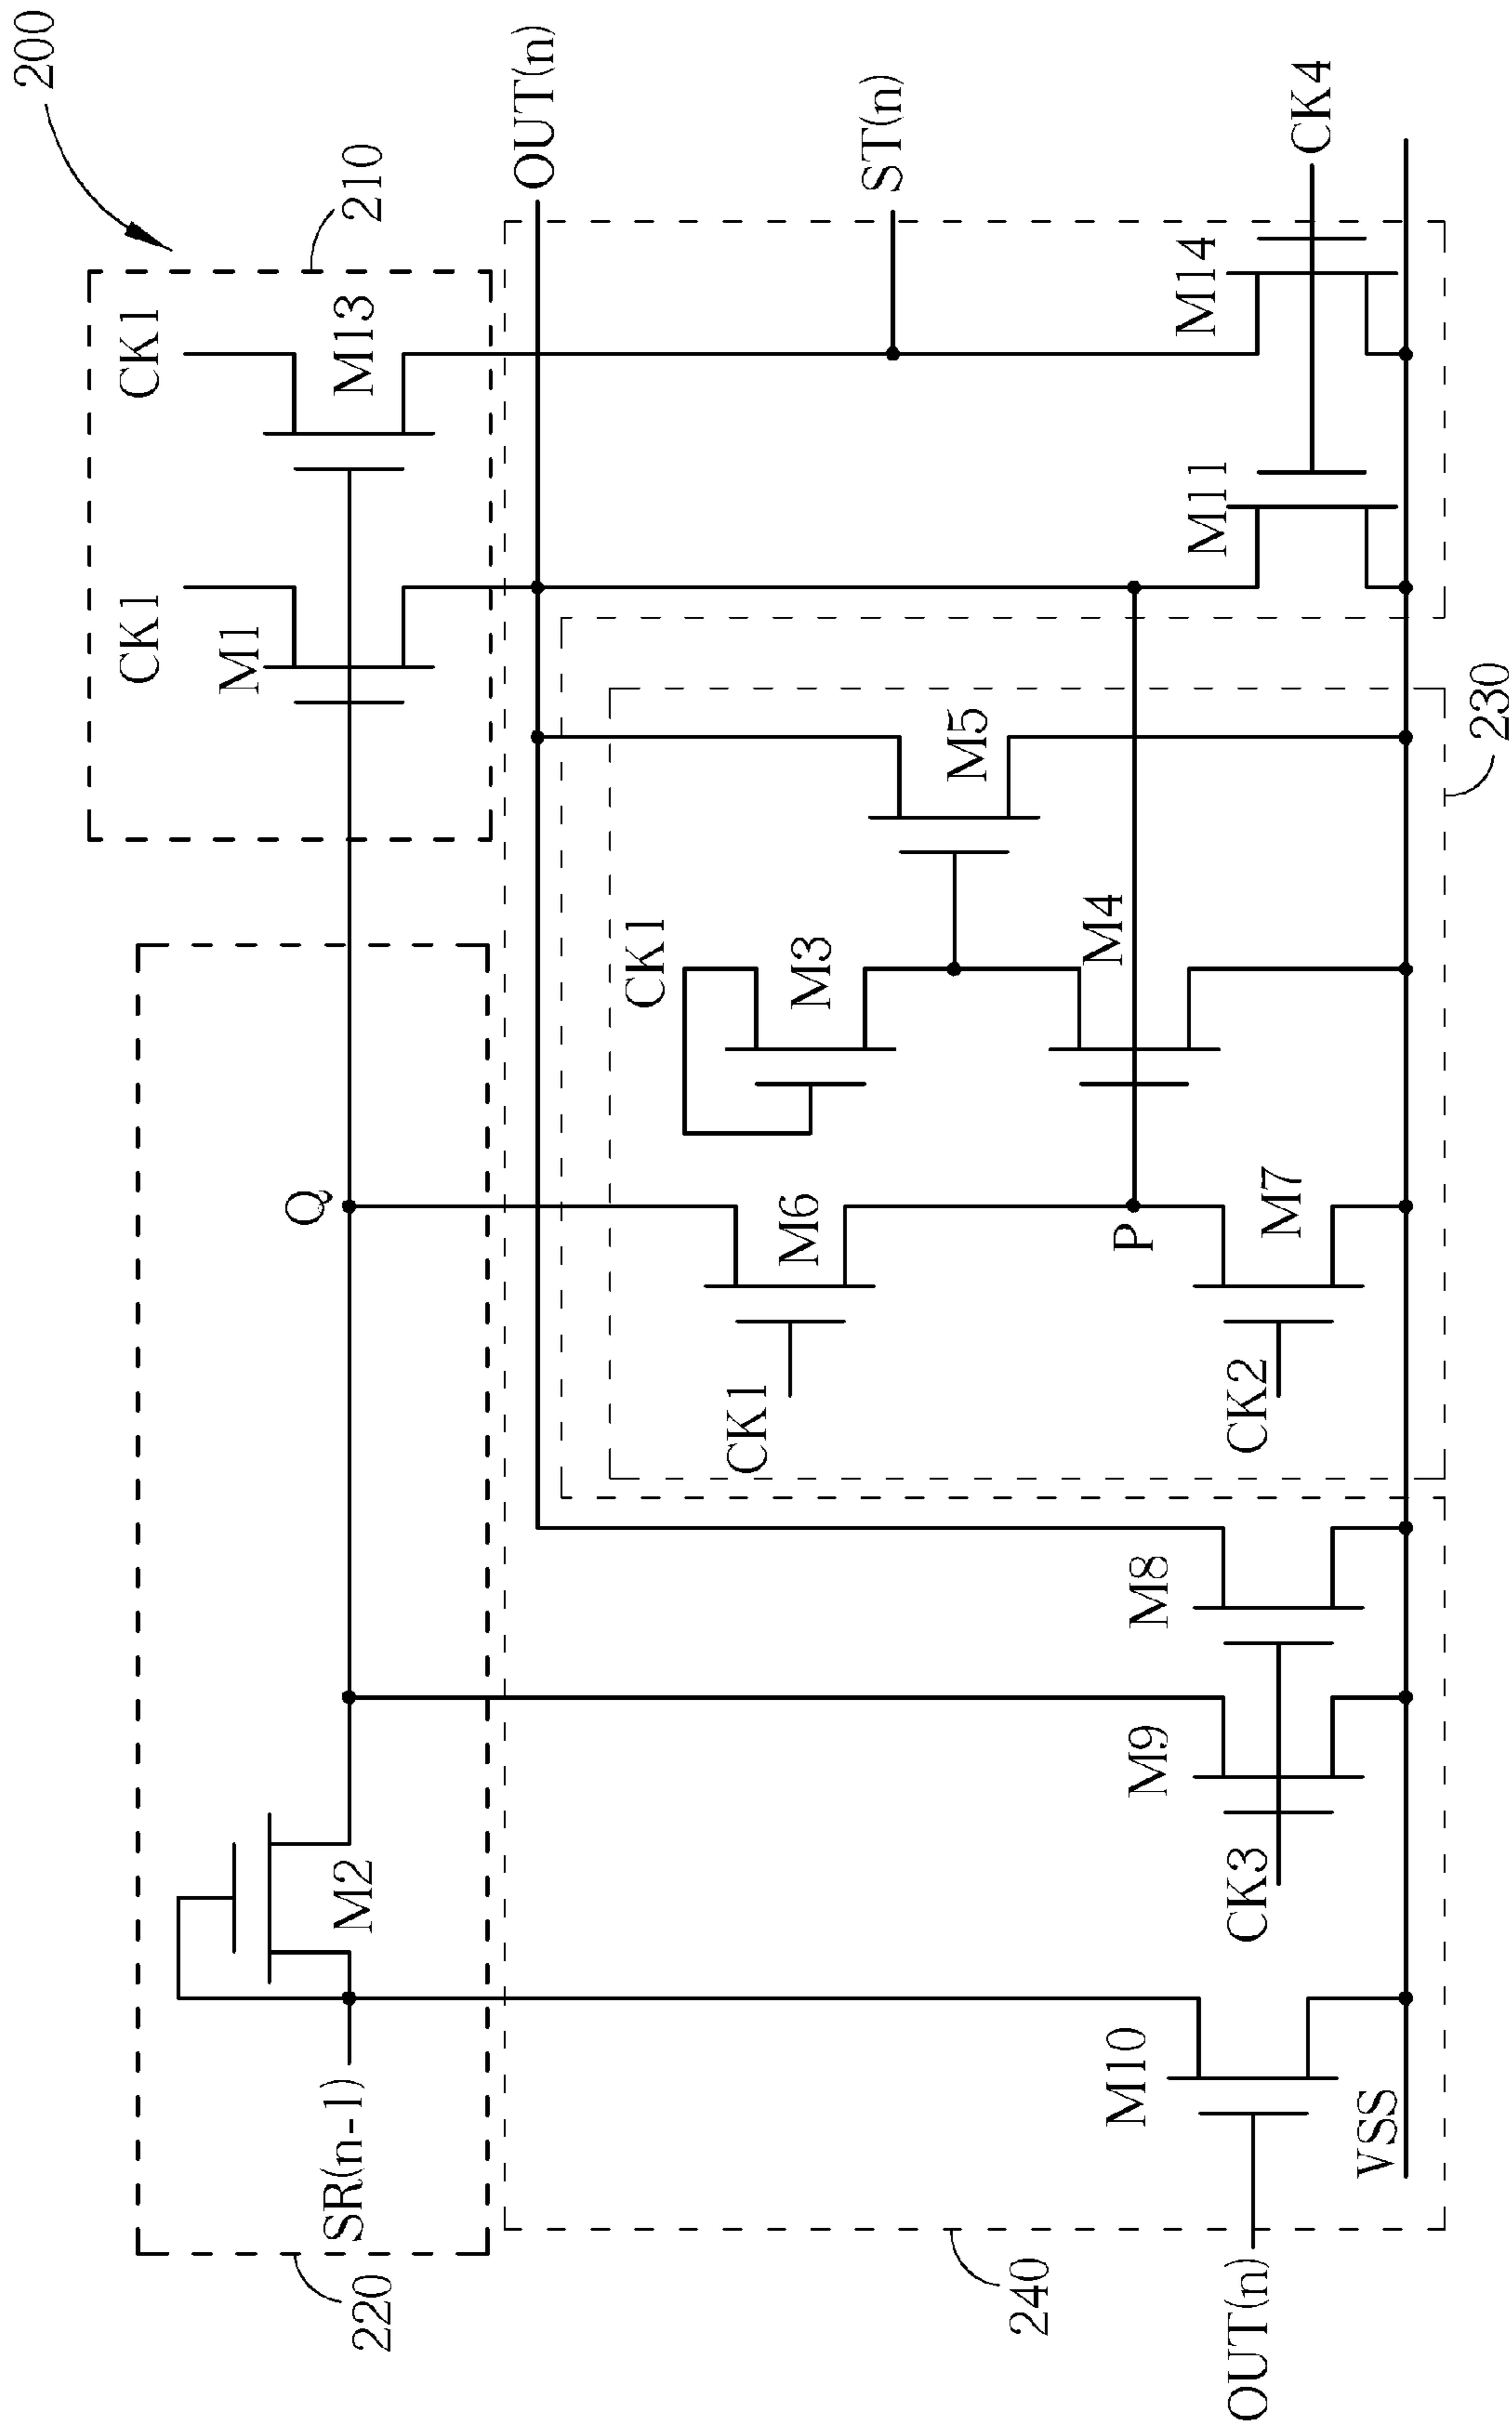 200
210
CK1
CK1
M13
M1
220
Q
M2
SR(n-1)
OUT(n)
ST(n)
CK1
M3
M5
M6
CK1
M4
P
M7
CK2
M11
M14
CK4
M8
M9
CK3
M10
VSS
OUT(n)
230
240